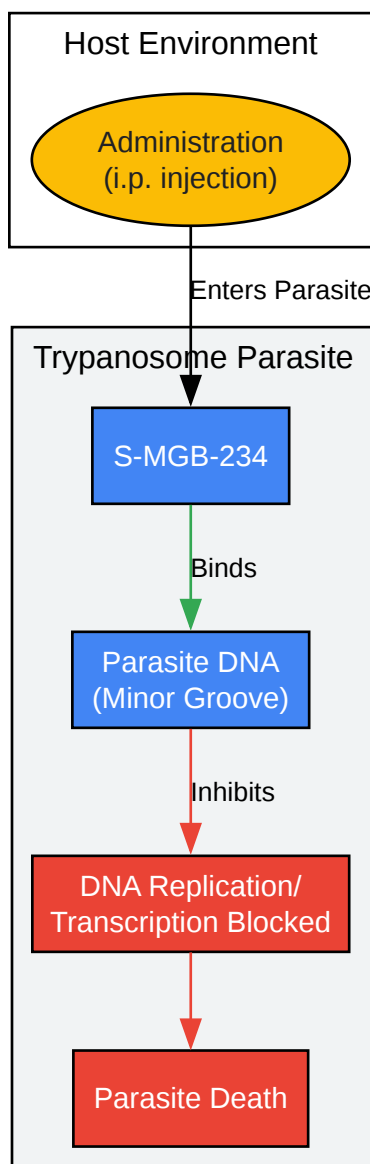 Host Environment
Administration
(i.p. injection)
Enters Parasite
Trypanosome Parasite
S-MGB-234
Binds
Parasite DNA
(Minor Groove)
Inhibits
DNA Replication/
Transcription Blocked
Parasite Death